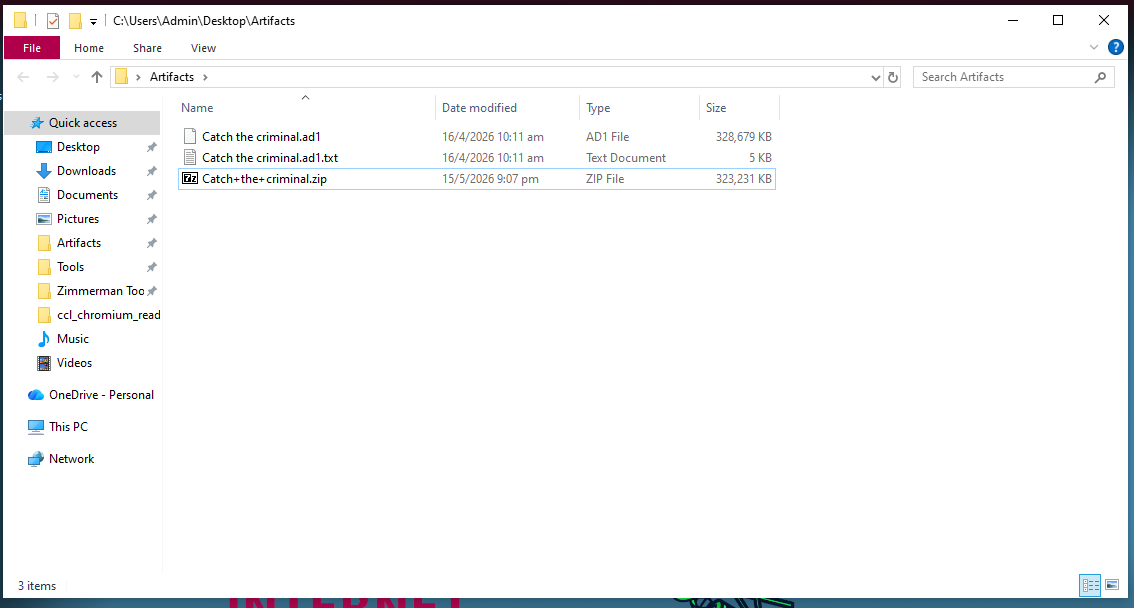 C:\Users\Admin\Desktop\Artifacts
File Home Share View
Artifacts
Search Artifacts
Name Date modified Type Size
Catch the criminal.ad1 16/4/2026 10:11 am AD1 File 328,679 KB
Catch the criminal.ad1.txt 16/4/2026 10:11 am Text Document 5 KB
Catch+the+criminal.zip 15/5/2026 9:07 pm ZIP File 323,231 KB
Quick access
Desktop
Downloads
Documents
Pictures
Artifacts
Tools
Zimmerman Too
ccl_chromium_read
Music
Videos
OneDrive - Personal
This PC
Network
3 items
INTERNET